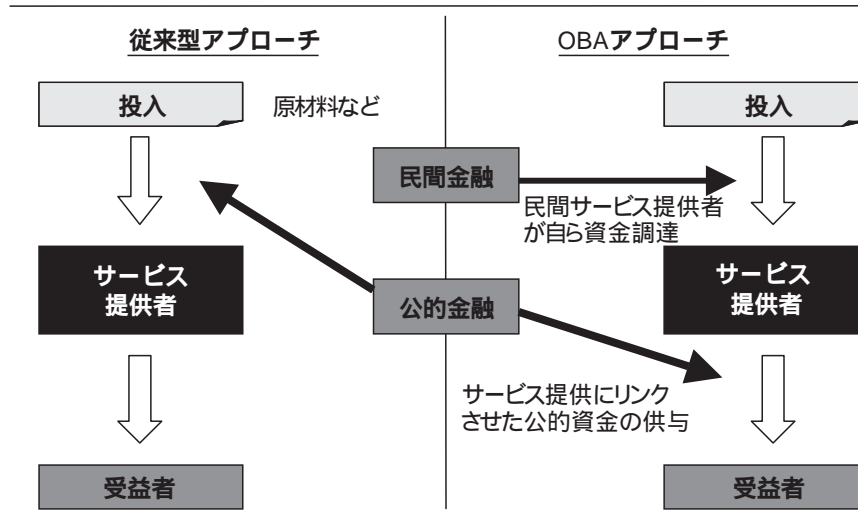 従来型アプローチ
OBAアプローチ
投入
原材料など
投入
民間金融
民間サービス提供者
が自ら資金調達
サービス
提供者
公的金融
サービス
提供者
サービス提供にリンク
させた公的資金の供与
受益者
受益者